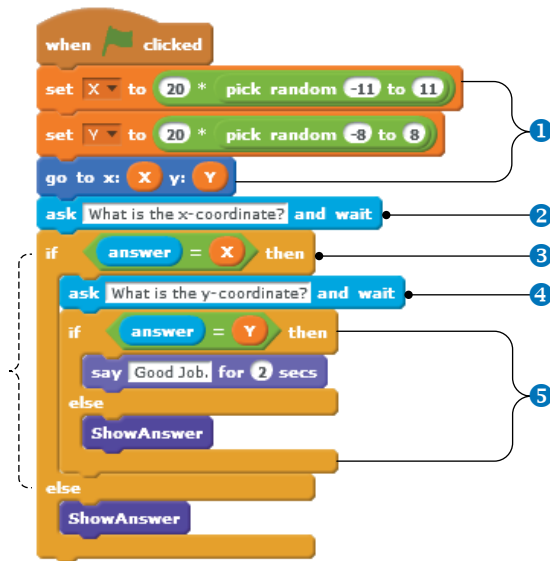 when clicked
set X to 20 * pick random -11 to 11
set Y to 20 * pick random -8 to 8
1
go to x: X y: Y
ask What is the x-coordinate? and wait
2
if answer = X then
3
ask What is the y-coordinate? and wait
4
if answer = Y then
say Good Job. for 2 secs
5
else
ShowAnswer
else
ShowAnswer